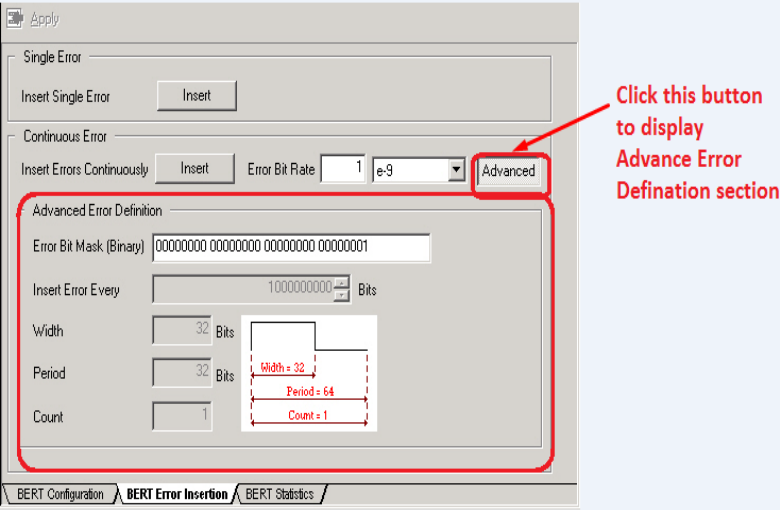 Apply
Single Error
Insert Single Error Insert
Continuous Error
Insert Errors Continuously Insert Error Bit Rate 1 e-9 Advanced
Advanced Error Definition
Error Bit Mask (Binary) 00000000 00000000 00000000 00000001
Insert Error Every 1000000000 Bits
Width 32 Bits
Period 32 Bits
Count 1
Width = 32
Period = 64
Count = 1
BERT Configuration BERT Error Insertion BERT Statistics
Click this button
to display
Advance Error
Defination section